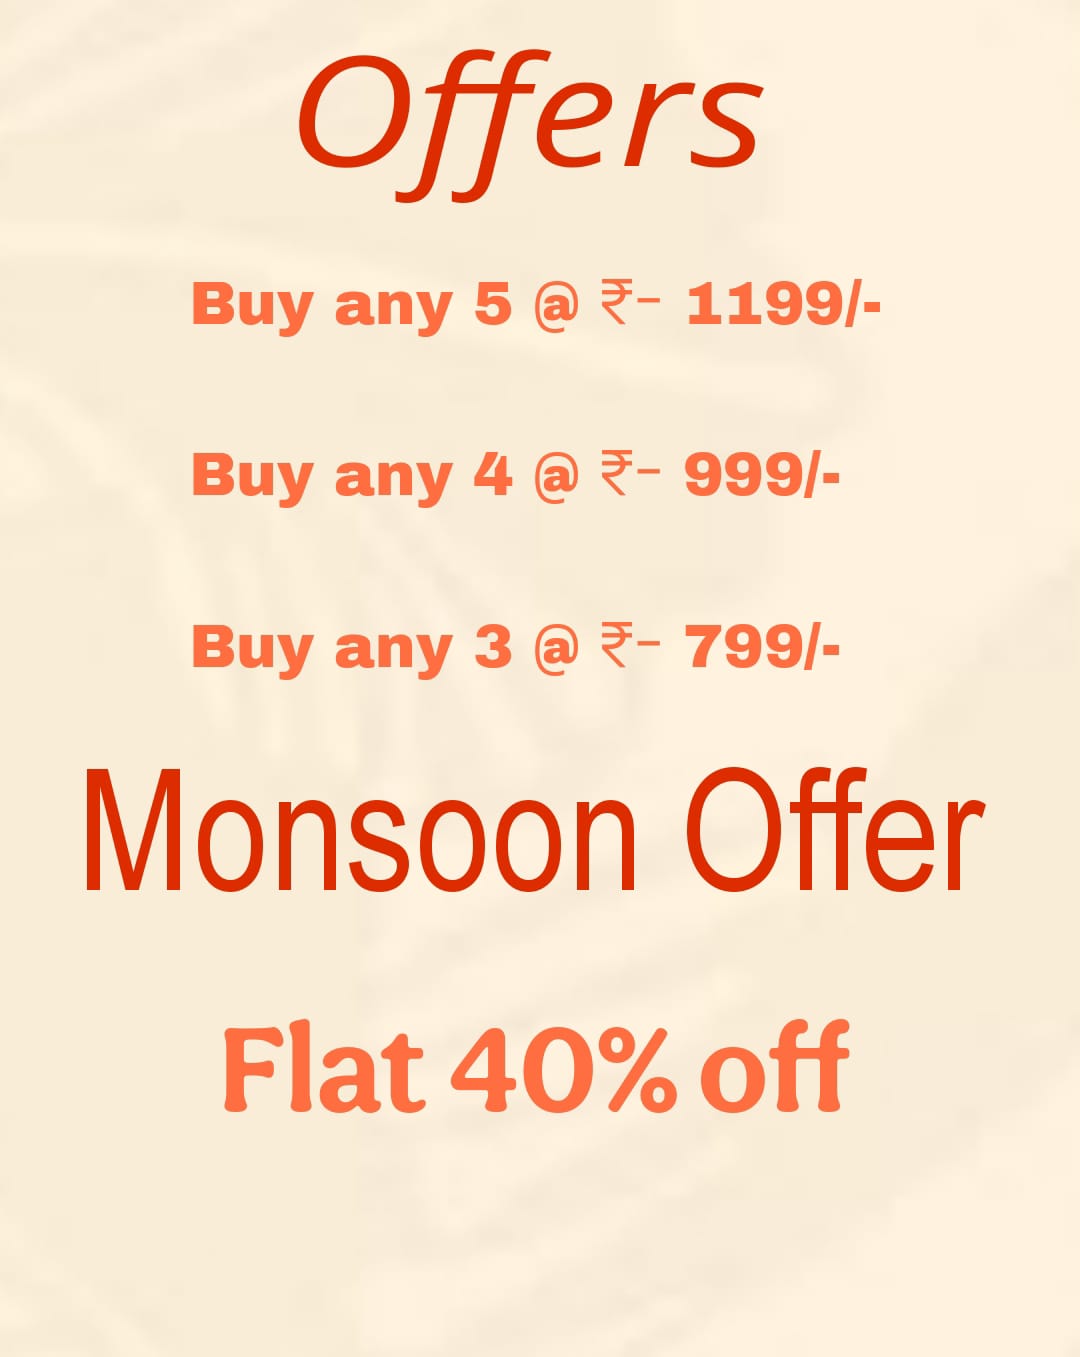 Offers
Buy any 5 @ ₹- 1199/-
Buy any 4 @ ₹- 999/-
Buy any 3 @ ₹- 799/-
Monsoon Offer
Flat 40% off